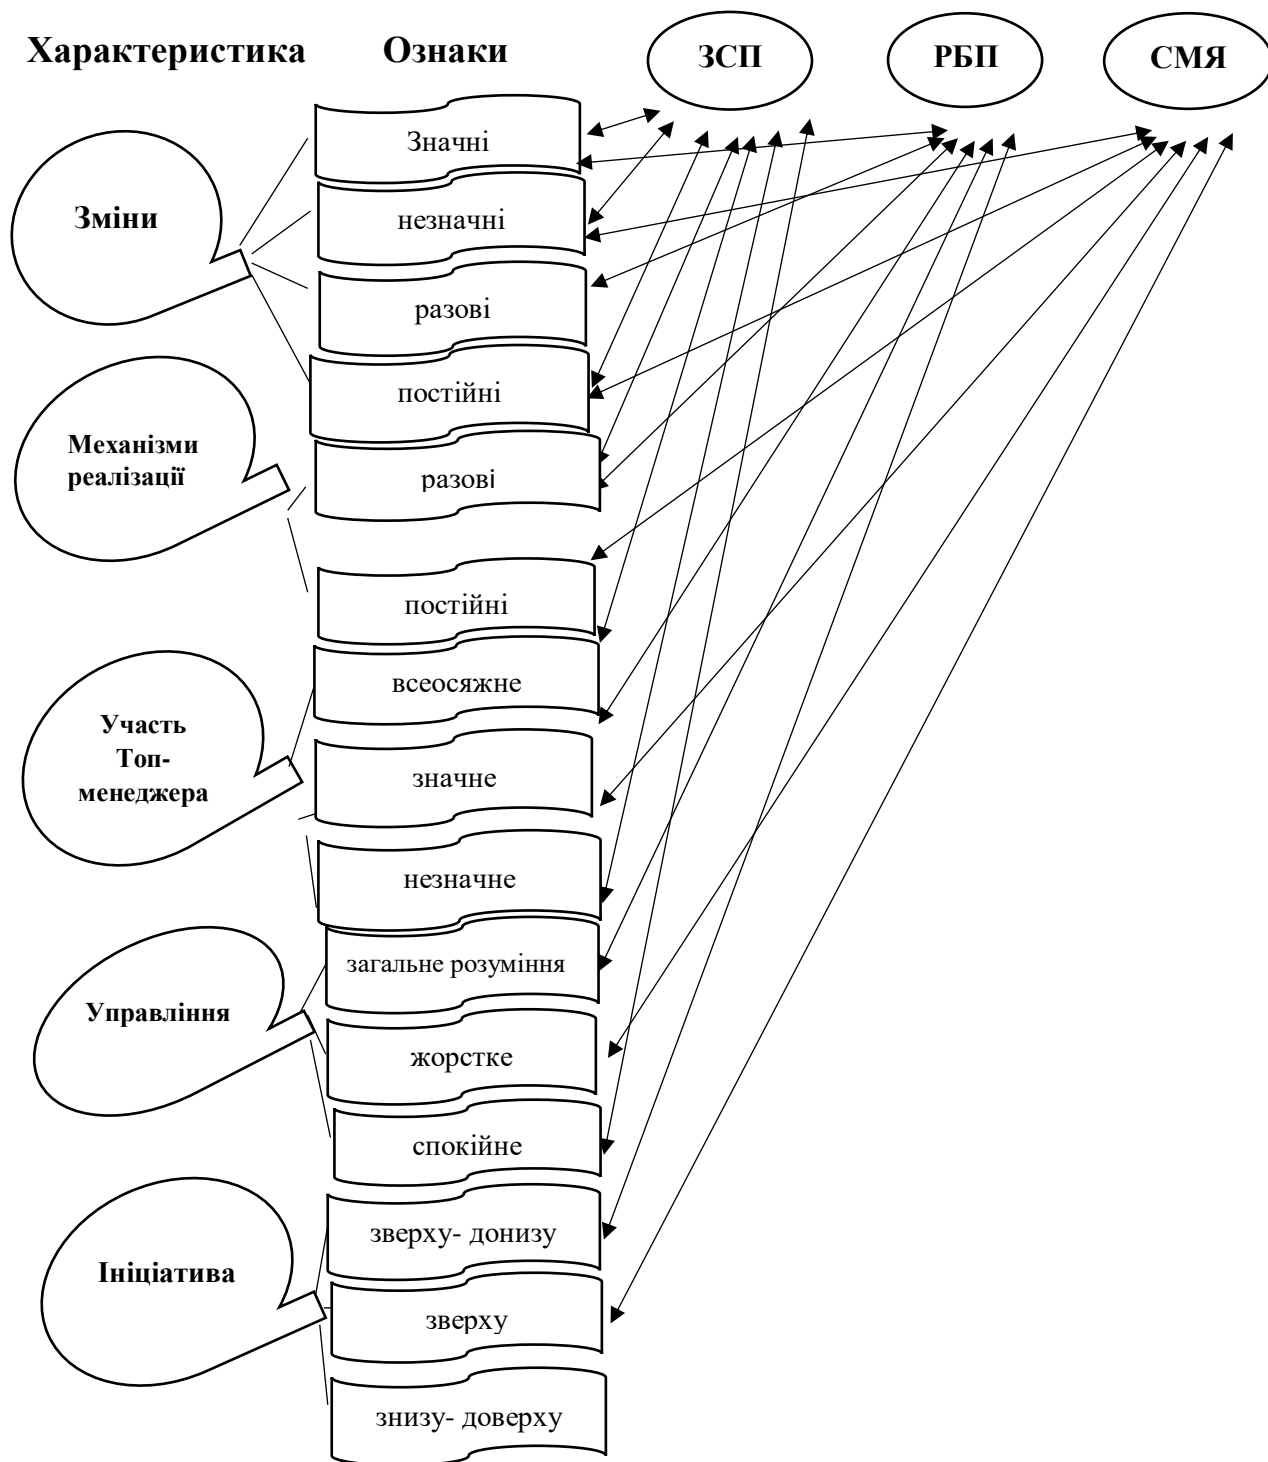 Характеристика Ознаки ЗСП РБП СМЯ
Зміни
Значні
незначні
разові
постійні
Механізми
реалізації
разові
постійні
Участь
Топ-
менеджера
всеосяжне
значне
незначне
Управління
загальне розуміння
жорстке
спокійне
Ініціатива
зверху- донизу
зверху
знизу- доверху